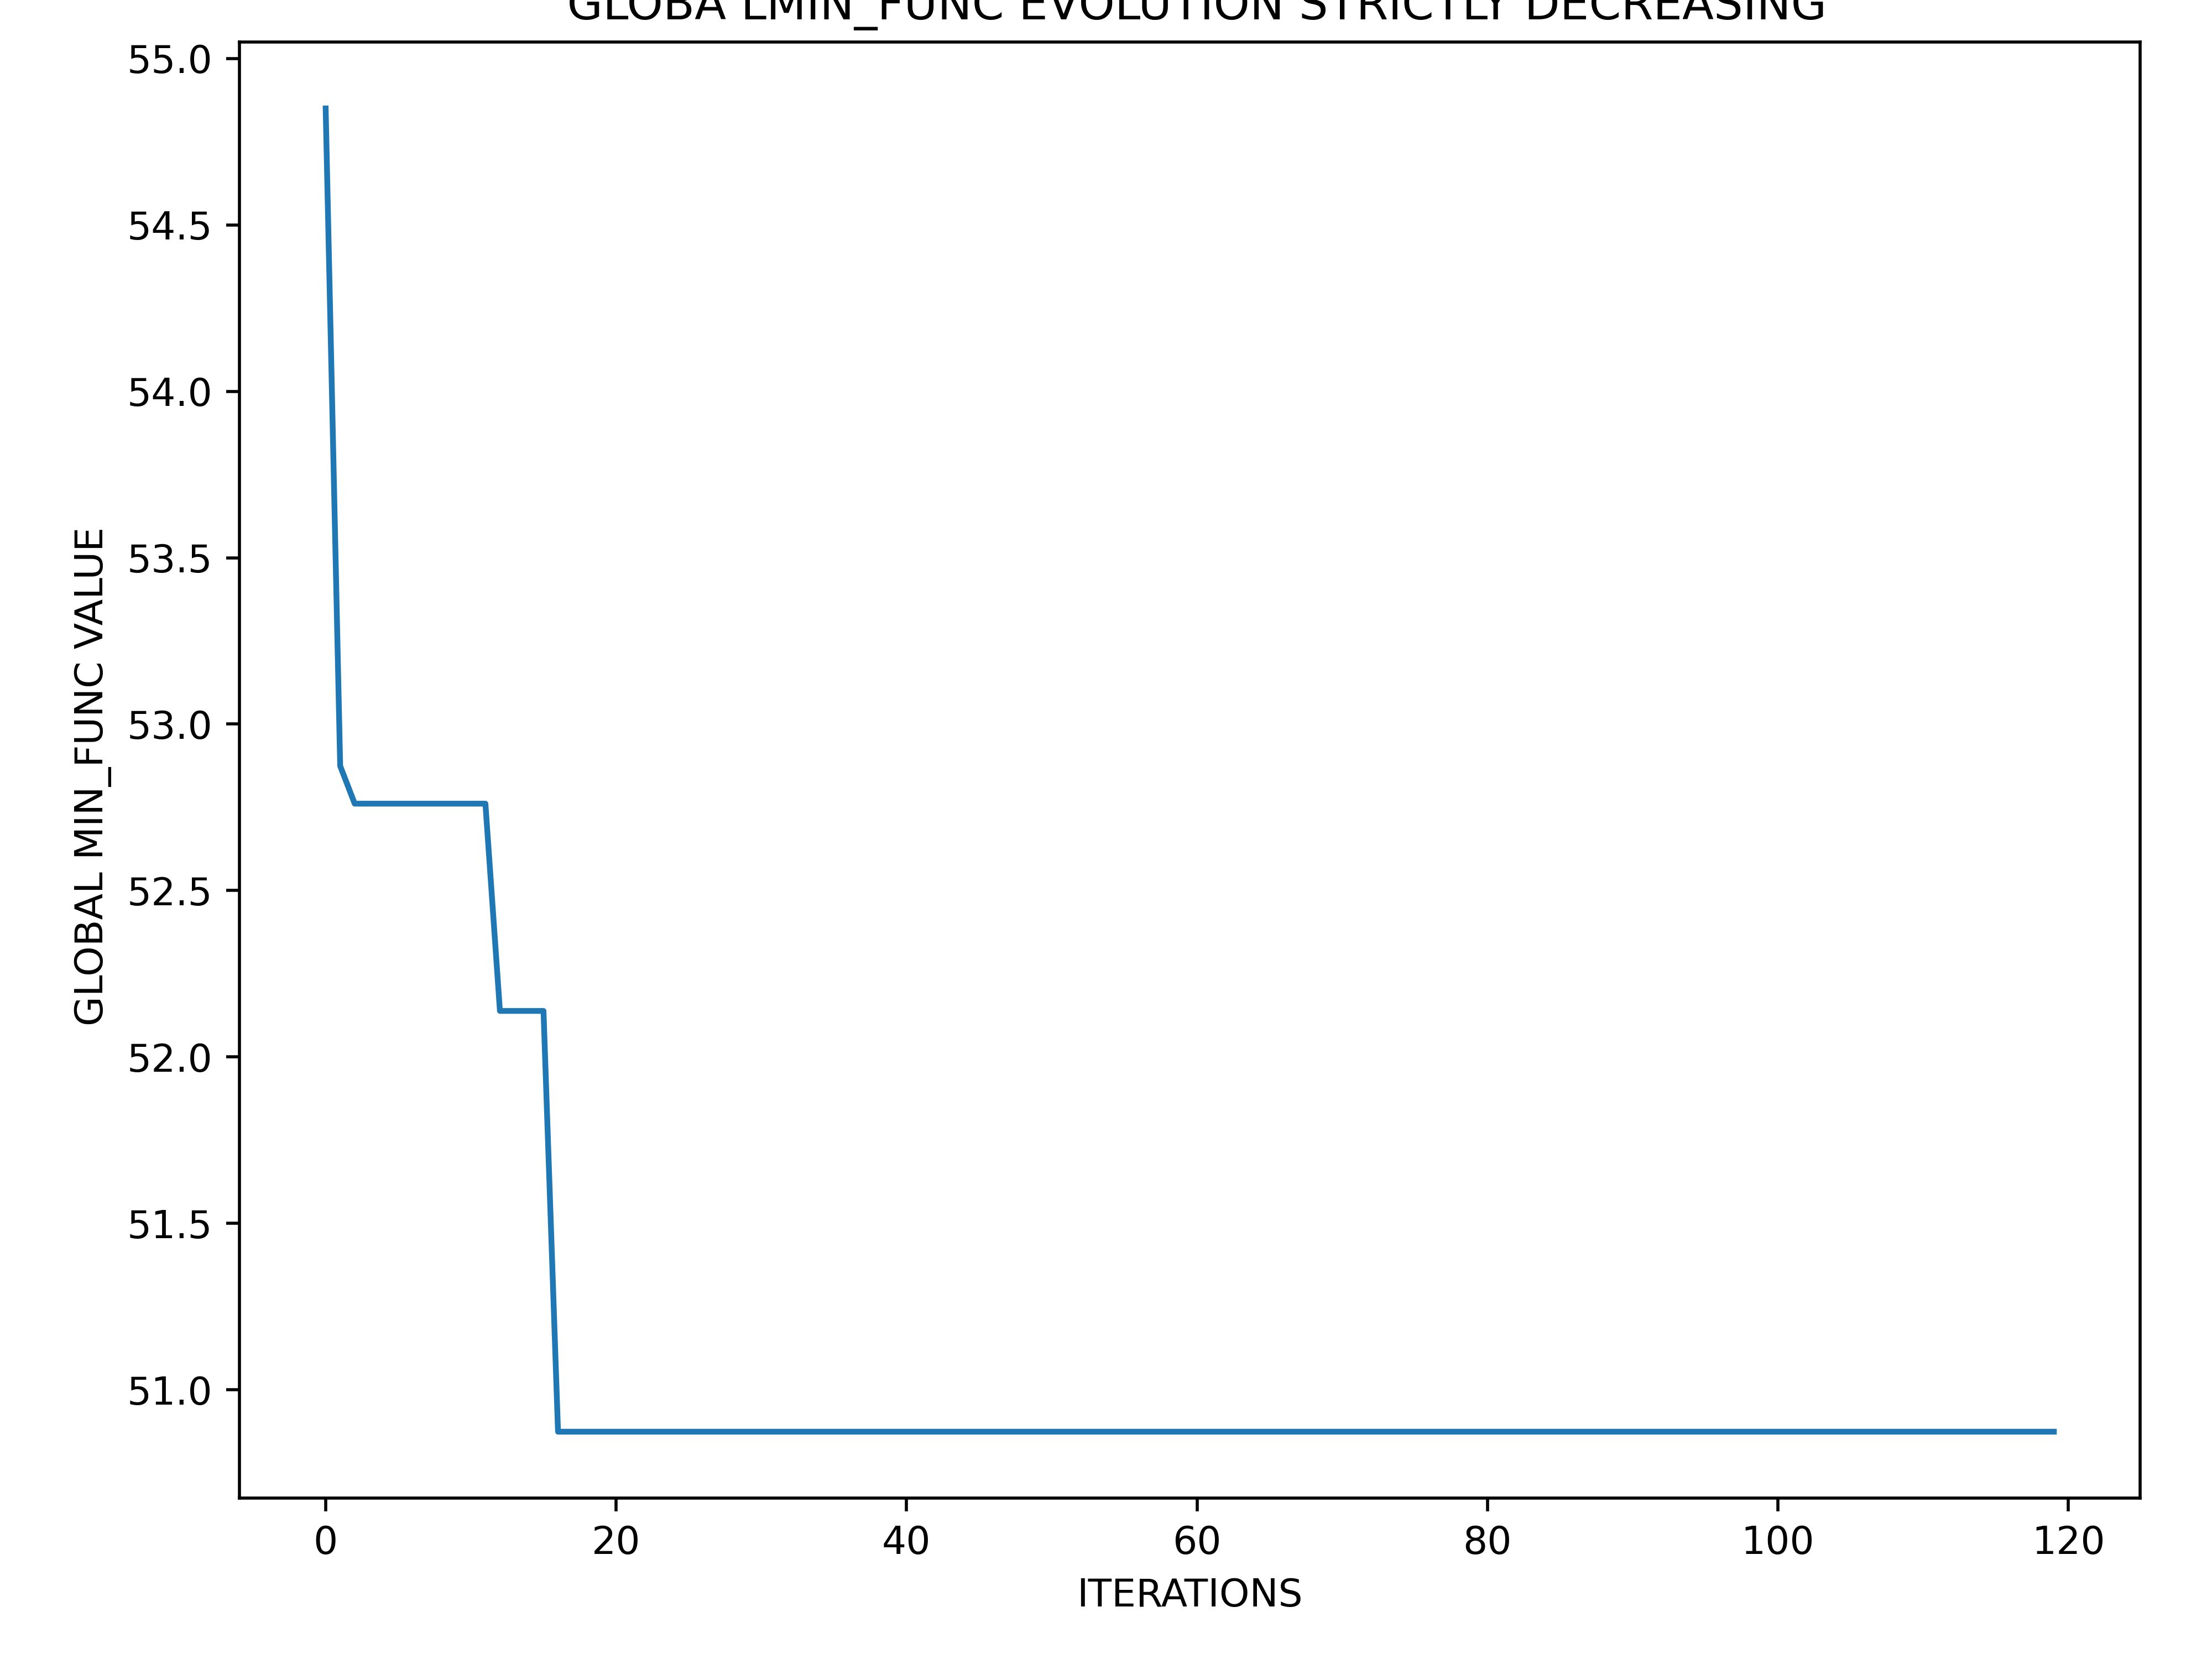 GLOBA LMIN_FUNC EVOLUTION STRICTLY DECREASING
55.0
54.5
54.0
53.5
53.0
52.5
52.0
51.5
51.0
GLOBAL MIN_FUNC VALUE
0 20 40 60 80 100 120
ITERATIONS